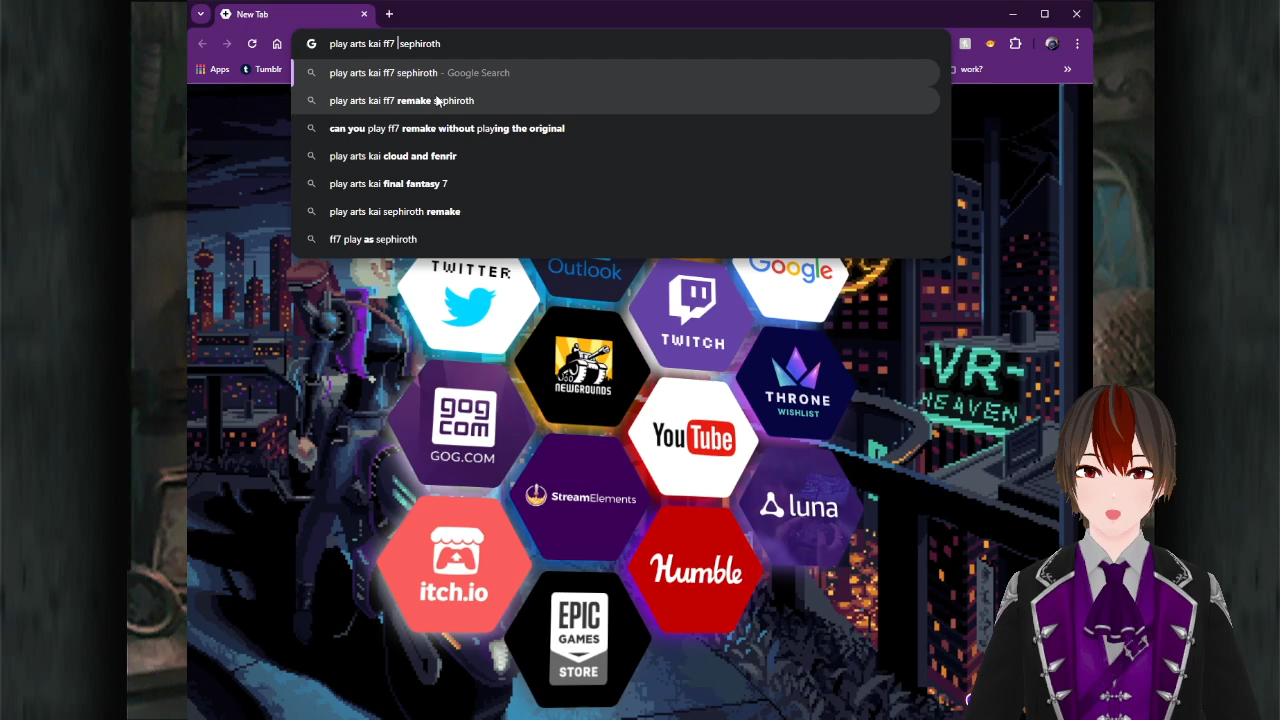 New Tab
play arts kai ff7 sephiroth
Apps
Tumblr
work?
play arts kai ff7 sephiroth - Google Search
play arts kai ff7 remake sephiroth
can you play ff7 remake without playing the original
play arts kai cloud and fenrir
play arts kai final fantasy 7
play arts kai sephiroth remake
ff7 play as sephiroth
TWITTER
Outlook
Google
TWITCH
NEWGROUNDS
THRONE
WISHLIST
-VR-
HEAVEN
GOG
COM
GOG.COM
YouTube
StreamElements
luna
itch.io
Humble
EPIC
GAMES
STORE